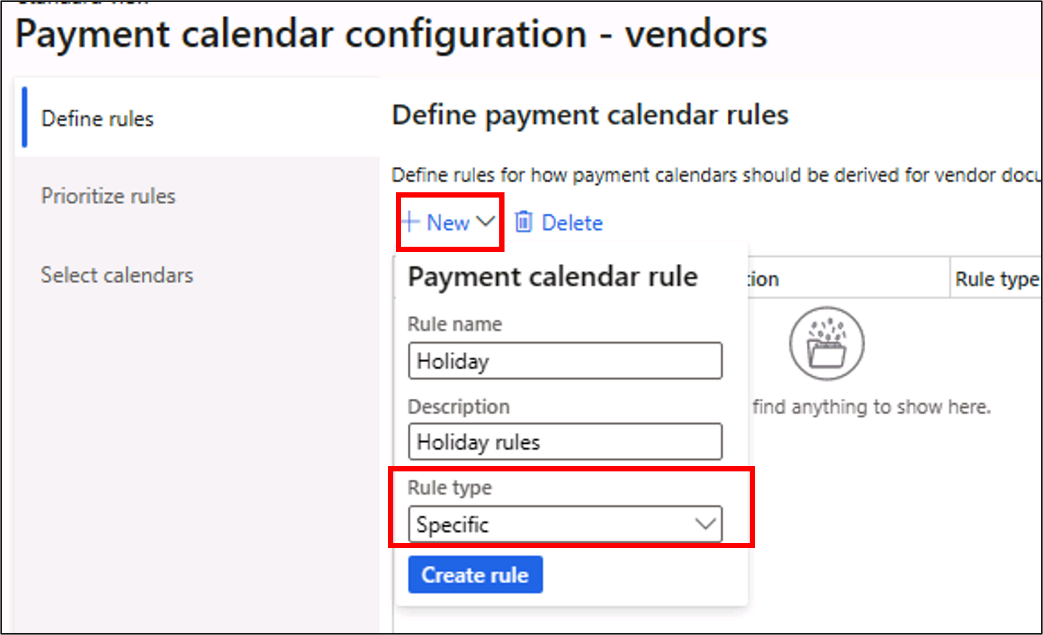 Standard view
Payment calendar configuration - vendors
Define rules
Prioritize rules
Select calendars
Define payment calendar rules
Define rules for how payment calendars should be derived for vendor docu
New
Delete
Payment calendar rule
tion
Rule type
Rule name
Holiday
Description
Holiday rules
find anything to show here.
Rule type
Specific
Create rule